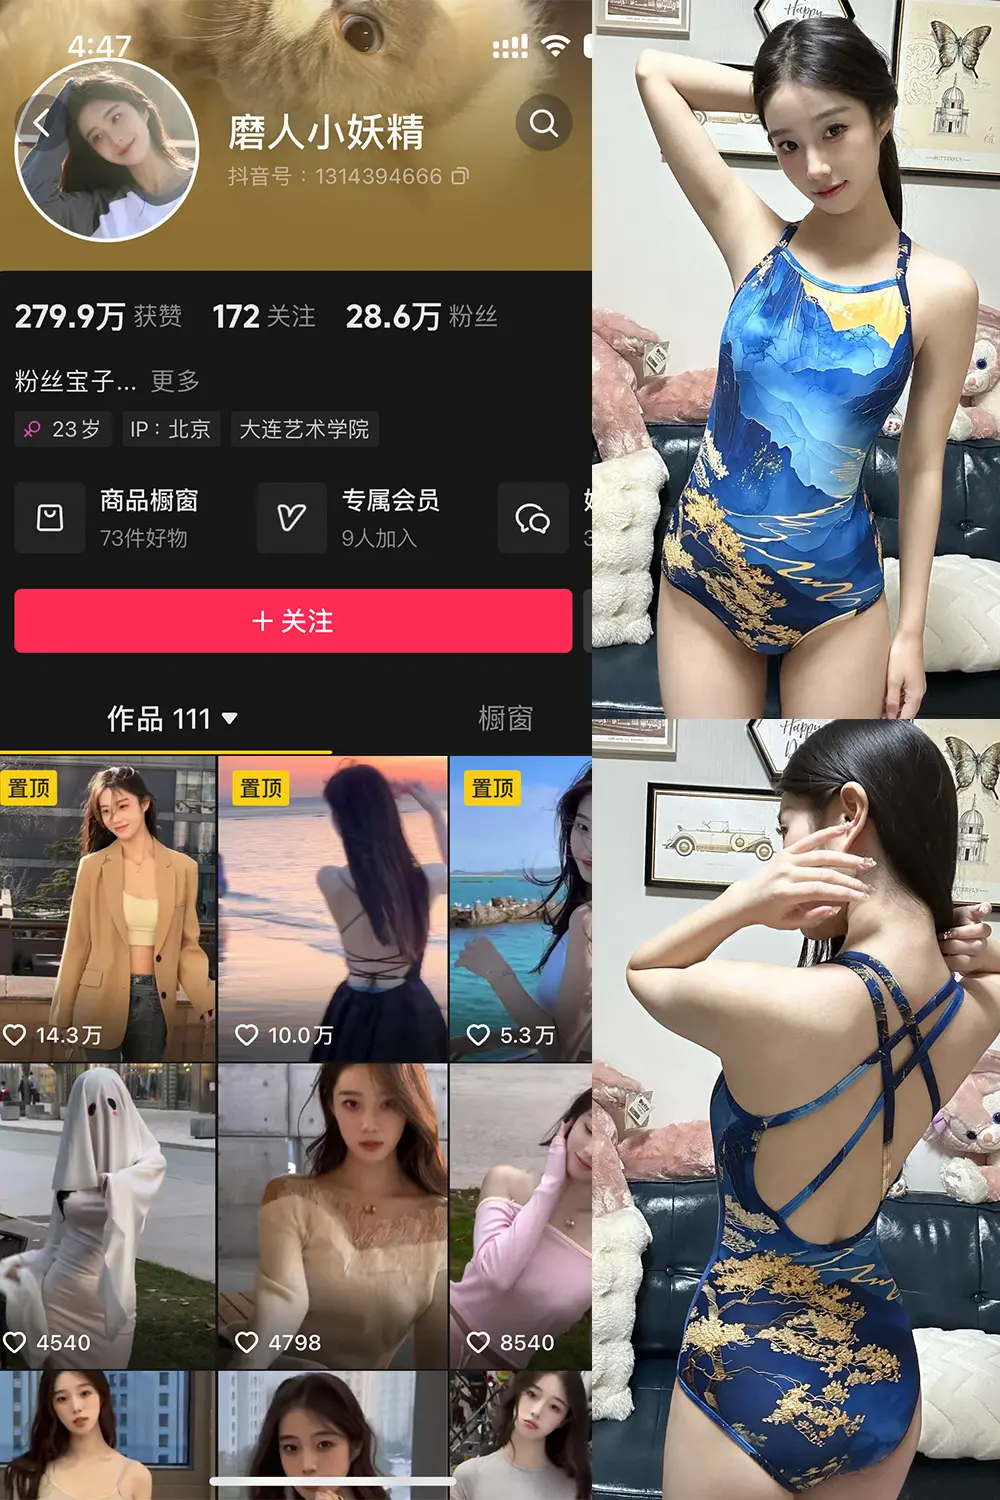 4:47
磨人小妖精
抖音号：1314394666
279.9万 获赞 172 关注 28.6万 粉丝
粉丝宝子... 更多
23岁 IP：北京 大连艺术学院
商品橱窗
73件好物
专属会员
9人加入
+ 关注
作品 111
橱窗
置顶
置顶
置顶
14.3万
10.0万
5.3万
4540
4798
8540
Happy
BUTTERFLY
Happy